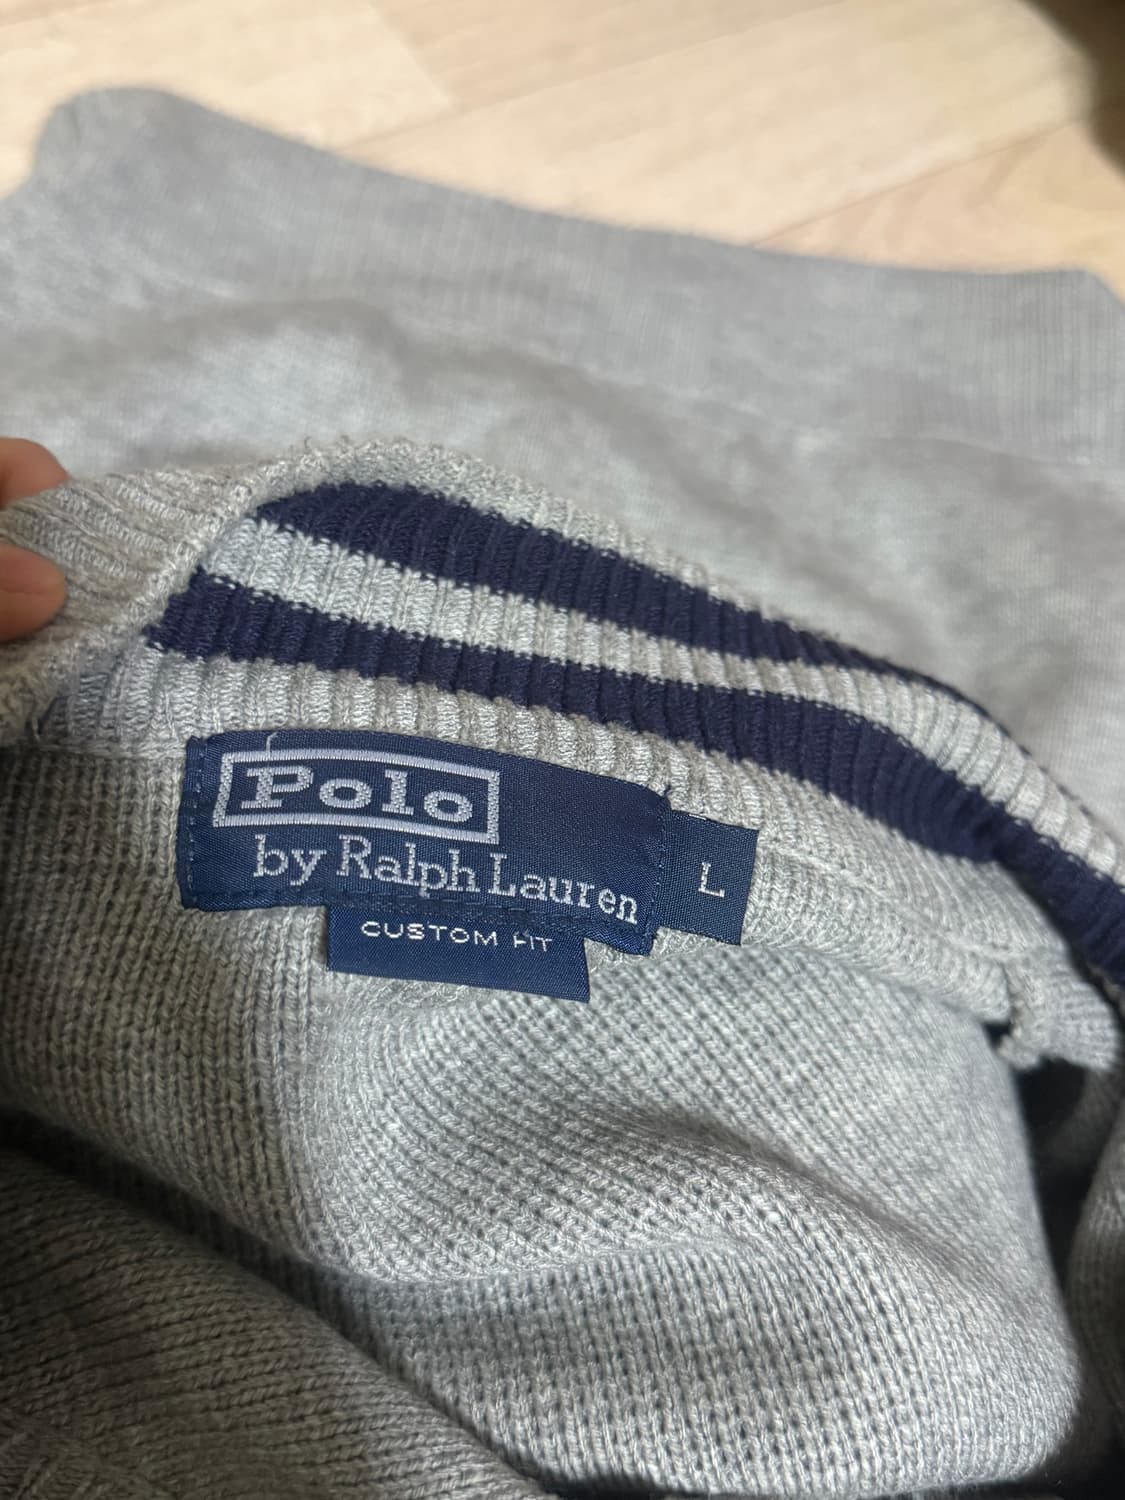 Polo
by Ralph Lauren
L
CUSTOM FIT